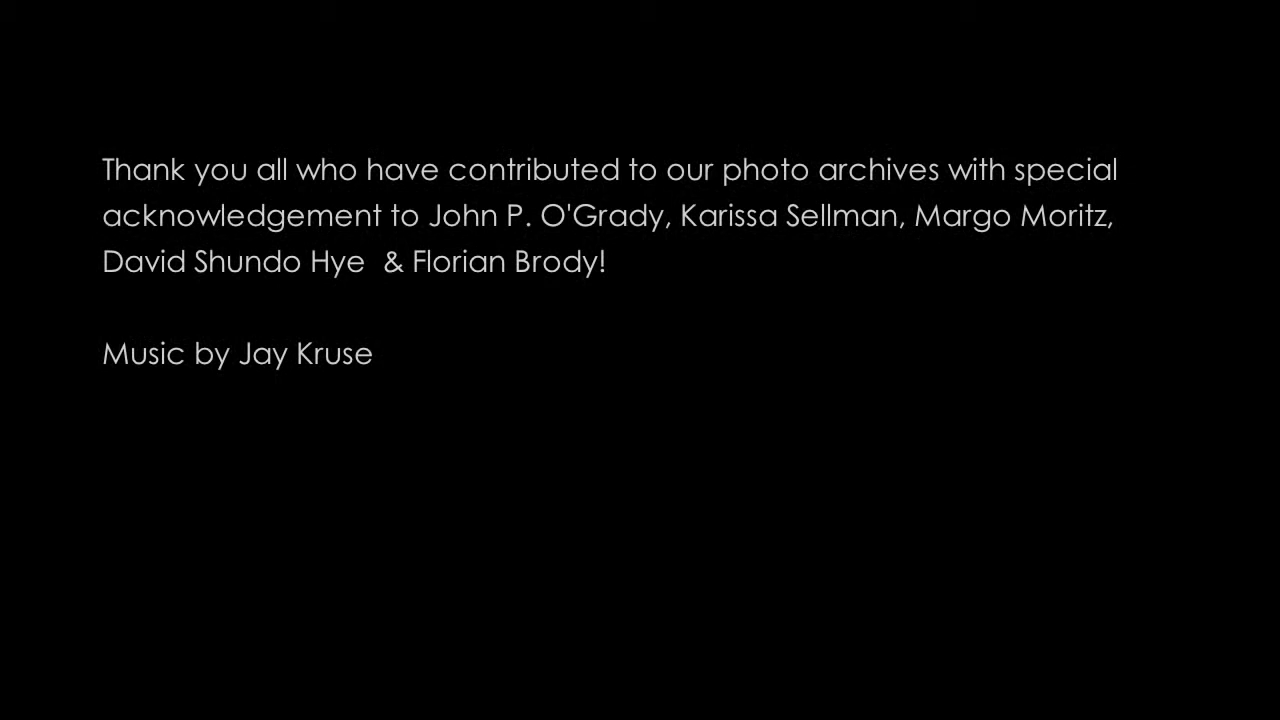 Thank you all who have contributed to our photo archives with special
acknowledgement to John P. O'Grady, Karissa Sellman, Margo Moritz,
David Shundo Hye  & Florian Brody!
Music by Jay Kruse